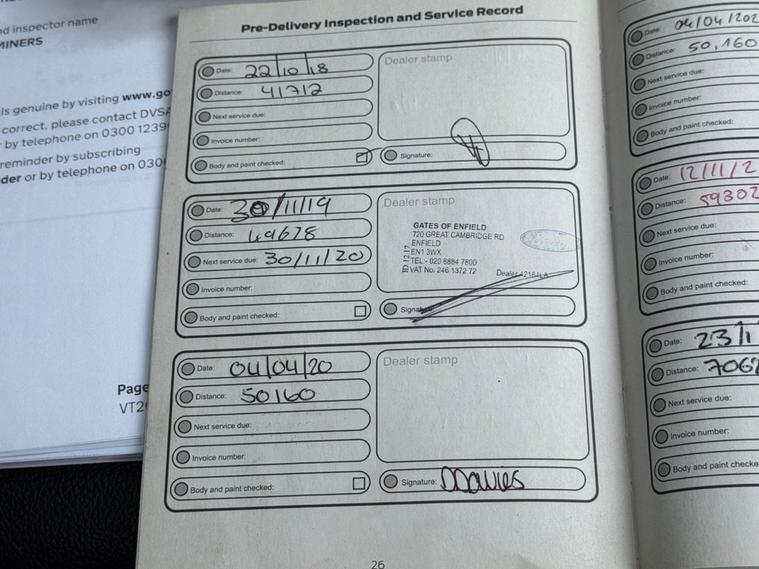 nd inspector name
MINERS
is genuine by visiting www.go
correct, please contact DVSA
by telephone on 0300 1239
reminder by subscribing
der or by telephone on 030
Page
VT2
Pre-Delivery Inspection and Service Record
Date: 22/10/18
Distance: 41712
Next service due:
Invoice number:
Body and paint checked:
Dealer stamp
Signature:
Date: 30/11/19
Distance: 49678
Next service due: 30/11/20
Invoice number:
Body and paint checked:
Dealer stamp
GATES OF ENFIELD
720 GREAT CAMBRIDGE RD
ENFIELD
EN1 3WX
TEL:- 020 8884 7800
VAT No. 246 1372 72
Dealer
Signature:
Date: 04/04/20
Distance: 50160
Next service due:
Invoice number:
Body and paint checked:
Dealer stamp
Signature: Davies
26
Date: 04/04/202
Distance: 50,160
Next service due:
Invoice number:
Body and paint checked:
Date: 12/11/2
Distance: 59302
Next service due:
Invoice number:
Body and paint checked:
Date: 23/1
Distance: 706
Next service due:
Invoice number:
Body and paint checke